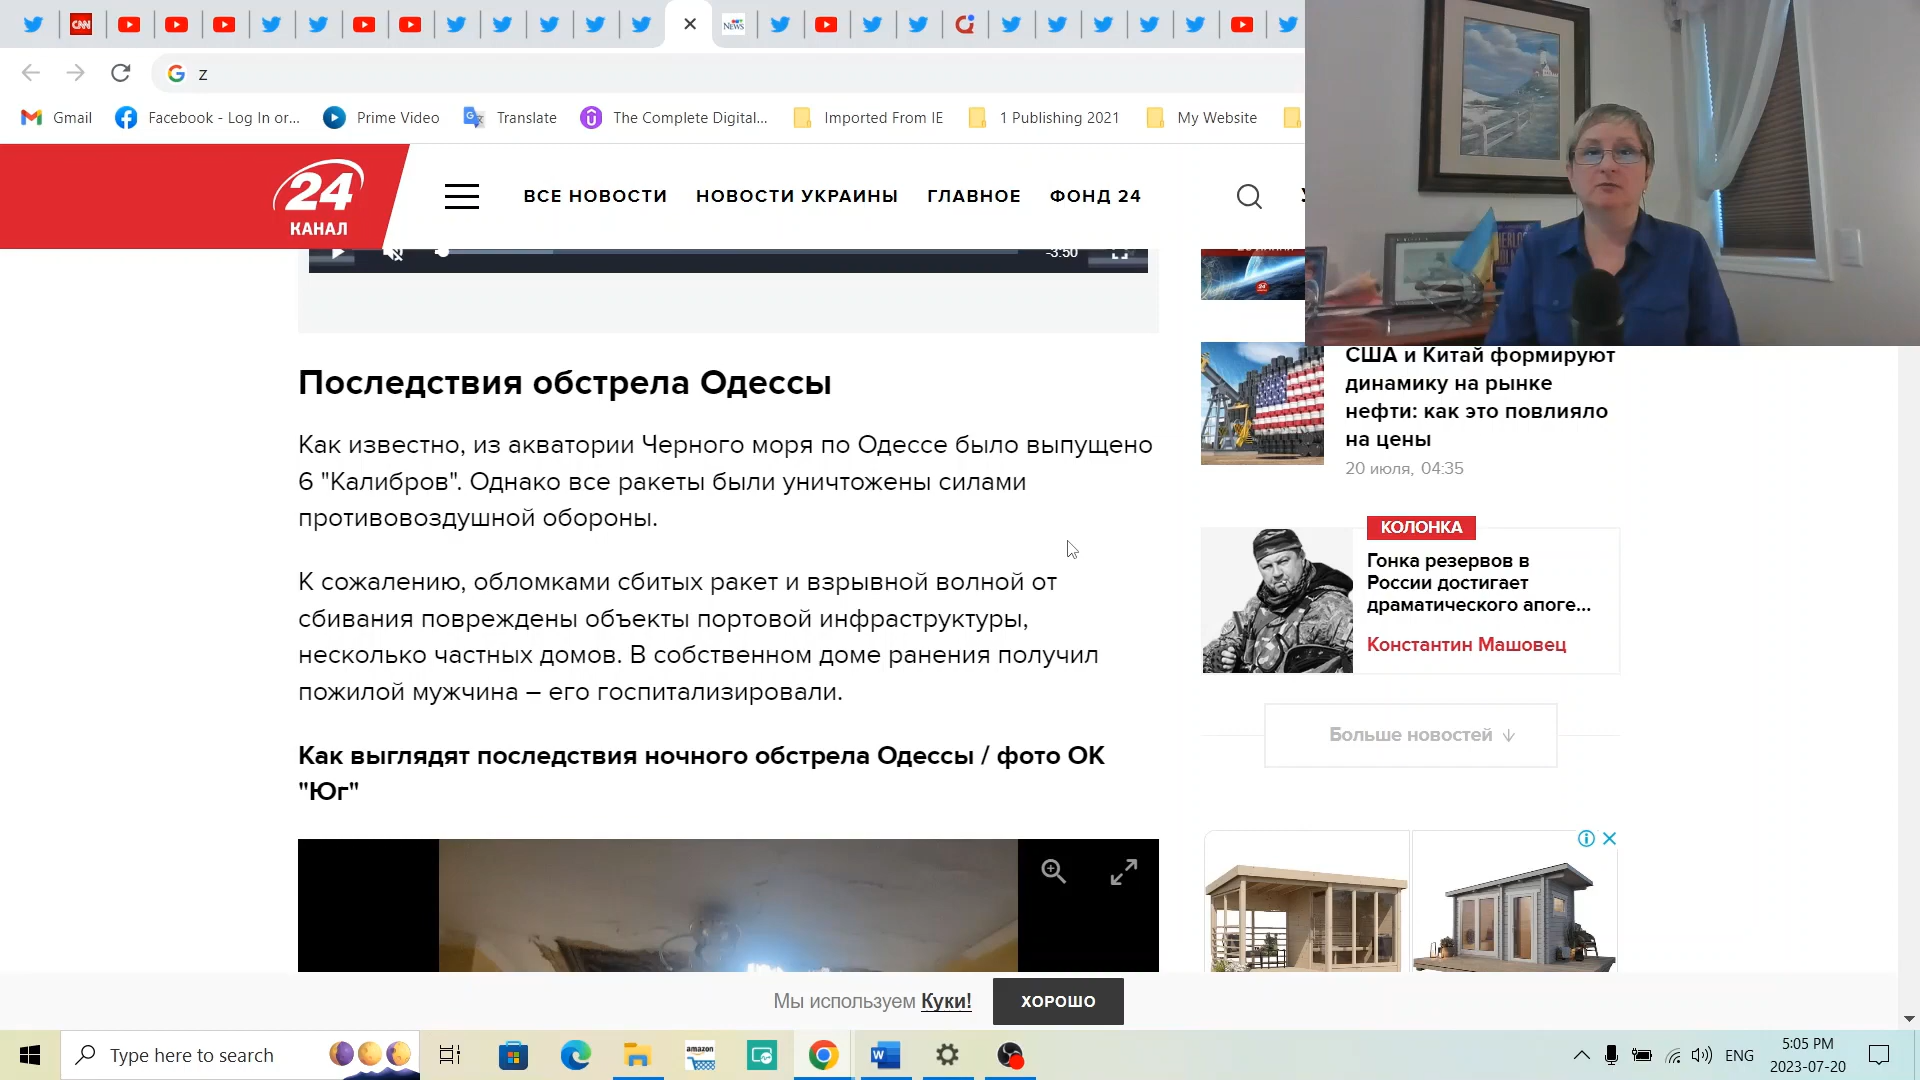 CNN
NEWS
z
Gmail
Facebook - Log In or...
Prime Video
Translate
The Complete Digital...
Imported From IE
1 Publishing 2021
My Website
24
КАНАЛ
ВСЕ НОВОСТИ
НОВОСТИ УКРАИНЫ
ГЛАВНОЕ
ФОНД 24
-3:50
Последствия обстрела Одессы
Как известно, из акватории Черного моря по Одессе было выпущено
6 "Калибров". Однако все ракеты были уничтожены силами
противовоздушной обороны.
К сожалению, обломками сбитых ракет и взрывной волной от
сбивания повреждены объекты портовой инфраструктуры,
несколько частных домов. В собственном доме ранения получил
пожилой мужчина – его госпитализировали.
Как выглядят последствия ночного обстрела Одессы / фото ОК
"Юг"
США и Китай формируют
динамику на рынке
нефти: как это повлияло
на цены
20 июля, 04:35
КОЛОНКА
Гонка резервов в
России достигает
драматического апоге...
Константин Машовец
Больше новостей
Мы используем Куки!
ХОРОШО
Type here to search
amazon
ENG
5:05 PM
2023-07-20